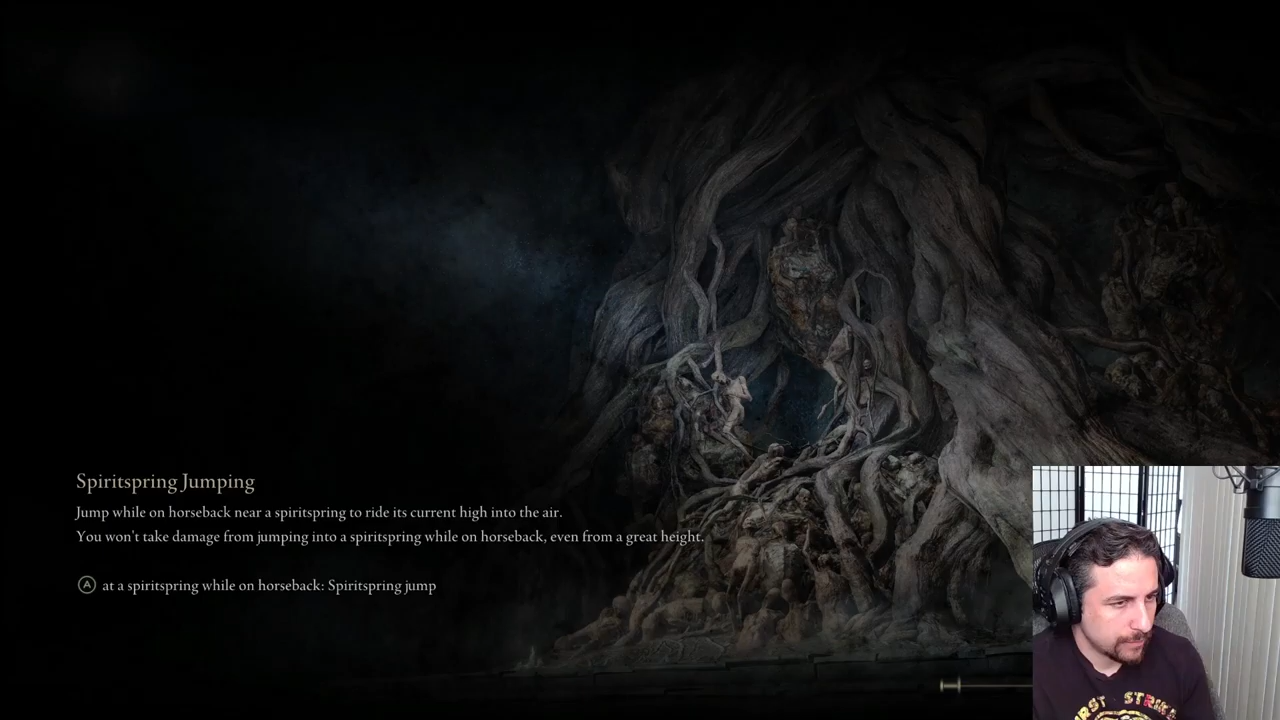 Spiritspring Jumping
Jump while on horseback near a spiritspring to ride its current high into the air.
You won't take damage from jumping into a spiritspring while on horseback, even from a great height.
A at a spiritspring while on horseback: Spiritspring jump